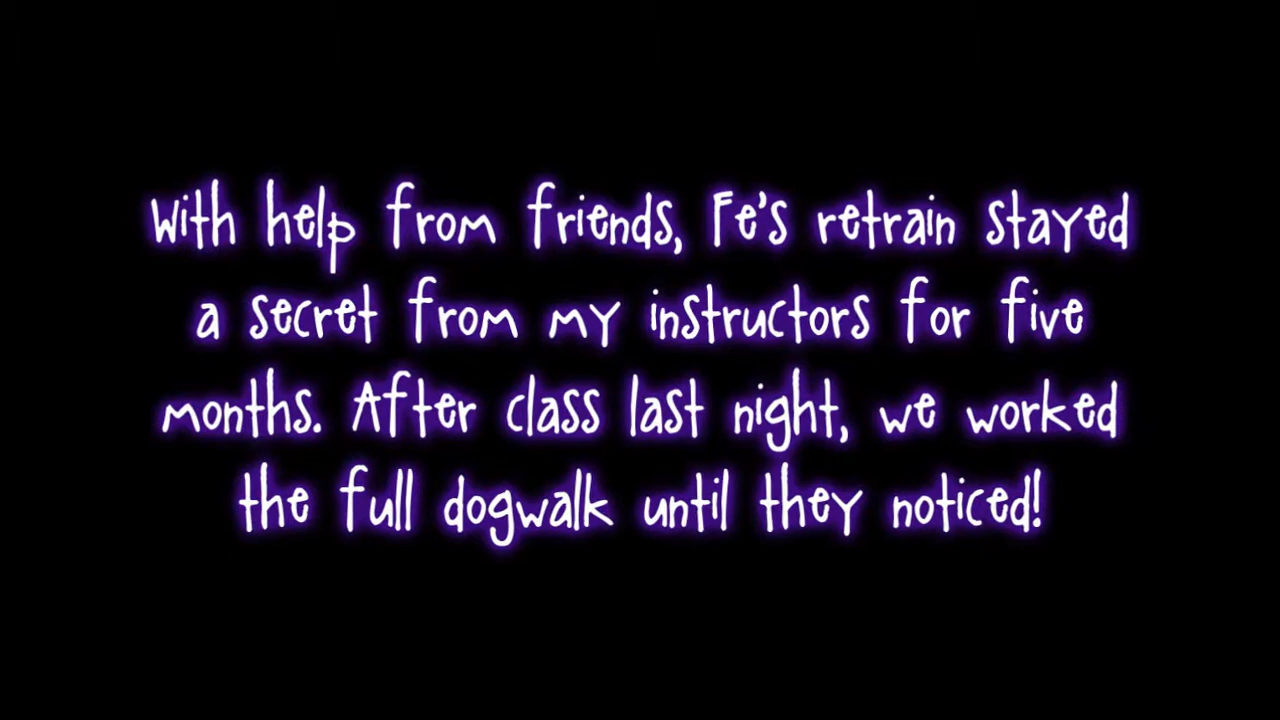 With help from friends, Fe's retrain stayed
a secret from my instructors for five
months. After class last night, we worked
the full dogwalk until they noticed!